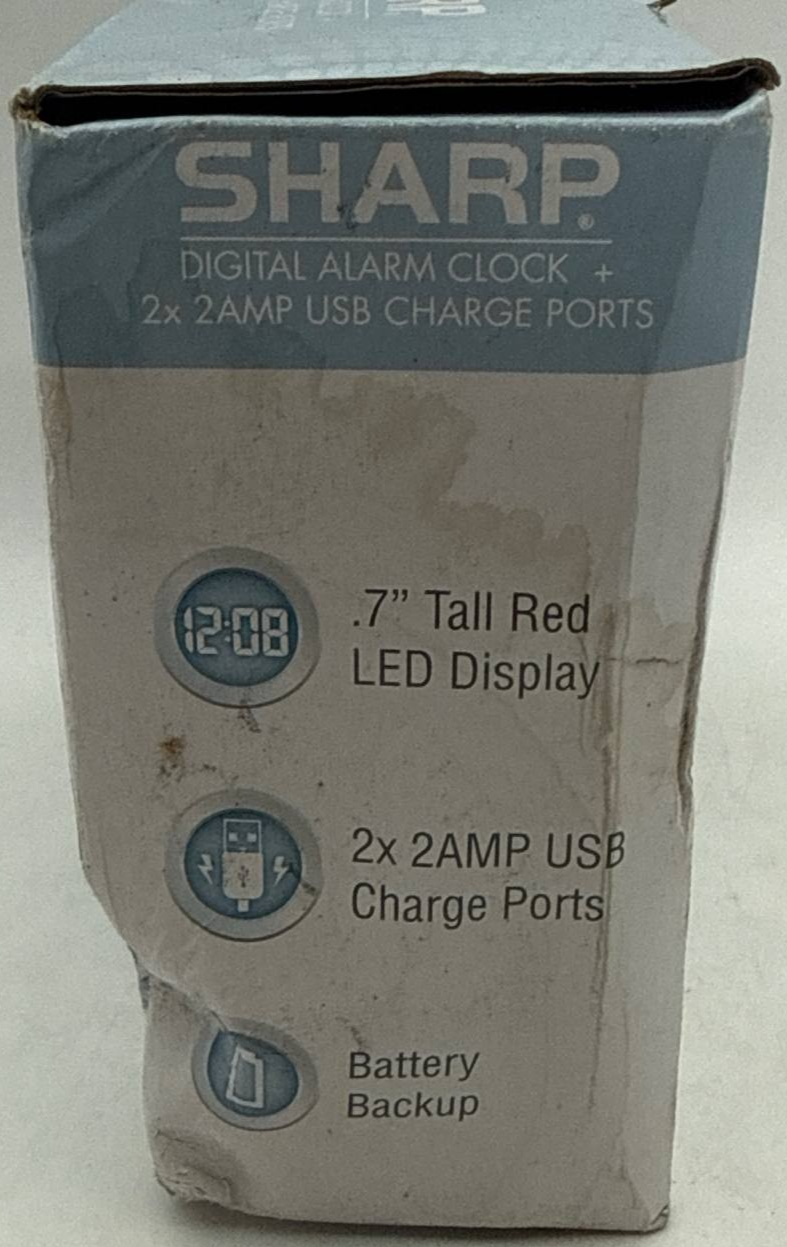 SHARP®
DIGITAL ALARM CLOCK +
2x 2AMP USB CHARGE PORTS
12:08
.7” Tall Red
LED Display
2x 2AMP USB
Charge Ports
Battery
Backup